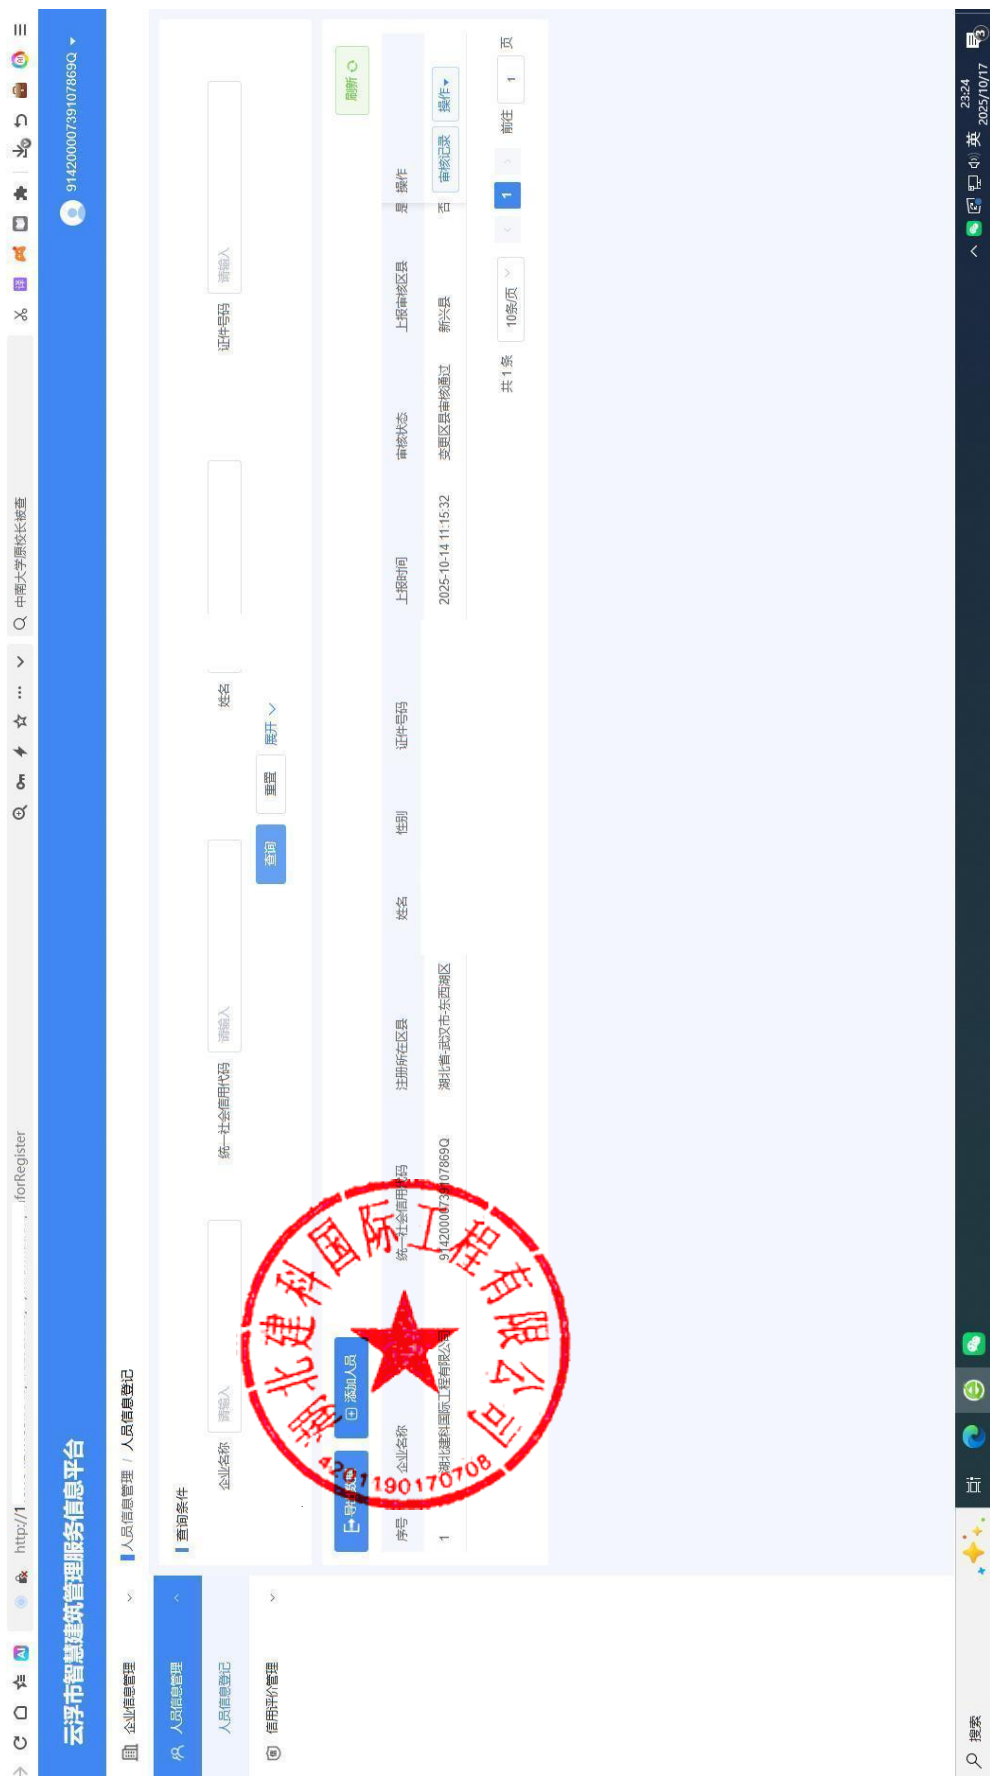 http://1
iforRegister
中南大学原校长被查
云浮市智慧建筑管理服务信息平台
91420000739107869Q
企业信息管理
人员信息管理
人员信息登记
信用评价管理
人员信息管理 / 人员信息登记
查询条件
企业名称 请输入
统一社会信用代码 请输入
姓名
证件号码 请输入
查询 重置 展开
添加人员
刷新
序号 企业名称 统一社会信用代码 注册所在区县 姓名 性别 证件号码 上报时间 审核状态 上报审核区县 是 操作
1 湖北建科国际工程有限公司 91420000739107869Q 湖北省-武汉市-东西湖区 2025-10-14 11:15:32 变更区县审核通过 新兴县 否 审核记录 操作
共 1 条 10条/页 1 前往 1 页
湖北建科国际工程有限公司
4201190170708
搜索
英
23:24
2025/10/17
3